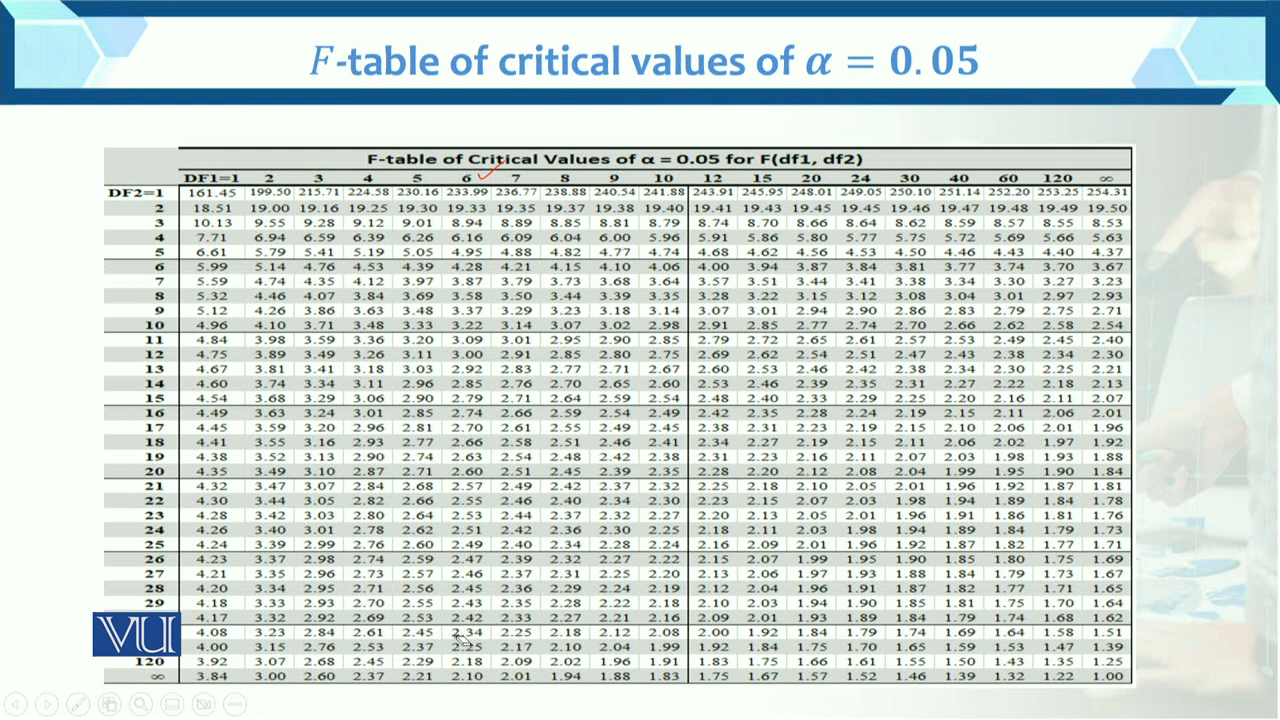 F-table of critical values of α = 0.05
F-table of Critical Values of α = 0.05 for F(df1, df2)
DF1=1 2 3 4 5 6 7 8 9 10 12 15 20 24 30 40 60 120 ∞
DF2=1 161.45 199.50 215.71 224.58 230.16 233.99 236.77 238.88 240.54 241.88 243.91 245.95 248.01 249.05 250.10 251.14 252.20 253.25 254.31
2 18.51 19.00 19.16 19.25 19.30 19.33 19.35 19.37 19.38 19.40 19.41 19.43 19.45 19.45 19.46 19.47 19.48 19.49 19.50
3 10.13 9.55 9.28 9.12 9.01 8.94 8.89 8.85 8.81 8.79 8.74 8.70 8.66 8.64 8.62 8.59 8.57 8.55 8.53
4 7.71 6.94 6.59 6.39 6.26 6.16 6.09 6.04 6.00 5.96 5.91 5.86 5.80 5.77 5.75 5.72 5.69 5.66 5.63
5 6.61 5.79 5.41 5.19 5.05 4.95 4.88 4.82 4.77 4.74 4.68 4.62 4.56 4.53 4.50 4.46 4.43 4.40 4.37
6 5.99 5.14 4.76 4.53 4.39 4.28 4.21 4.15 4.10 4.06 4.00 3.94 3.87 3.84 3.81 3.77 3.74 3.70 3.67
7 5.59 4.74 4.35 4.12 3.97 3.87 3.79 3.73 3.68 3.64 3.57 3.51 3.44 3.41 3.38 3.34 3.30 3.27 3.23
8 5.32 4.46 4.07 3.84 3.69 3.58 3.50 3.44 3.39 3.35 3.28 3.22 3.15 3.12 3.08 3.04 3.01 2.97 2.93
9 5.12 4.26 3.86 3.63 3.48 3.37 3.29 3.23 3.18 3.14 3.07 3.01 2.94 2.90 2.86 2.83 2.79 2.75 2.71
10 4.96 4.10 3.71 3.48 3.33 3.22 3.14 3.07 3.02 2.98 2.91 2.85 2.77 2.74 2.70 2.66 2.62 2.58 2.54
11 4.84 3.98 3.59 3.36 3.20 3.09 3.01 2.95 2.90 2.85 2.79 2.72 2.65 2.61 2.57 2.53 2.49 2.45 2.40
12 4.75 3.89 3.49 3.26 3.11 3.00 2.91 2.85 2.80 2.75 2.69 2.62 2.54 2.51 2.47 2.43 2.38 2.34 2.30
13 4.67 3.81 3.41 3.18 3.03 2.92 2.83 2.77 2.71 2.67 2.60 2.53 2.46 2.42 2.38 2.34 2.30 2.25 2.21
14 4.60 3.74 3.34 3.11 2.96 2.85 2.76 2.70 2.65 2.60 2.53 2.46 2.39 2.35 2.31 2.27 2.22 2.18 2.13
15 4.54 3.68 3.29 3.06 2.90 2.79 2.71 2.64 2.59 2.54 2.48 2.40 2.33 2.29 2.25 2.20 2.16 2.11 2.07
16 4.49 3.63 3.24 3.01 2.85 2.74 2.66 2.59 2.54 2.49 2.42 2.35 2.28 2.24 2.19 2.15 2.11 2.06 2.01
17 4.45 3.59 3.20 2.96 2.81 2.70 2.61 2.55 2.49 2.45 2.38 2.31 2.23 2.19 2.15 2.10 2.06 2.01 1.96
18 4.41 3.55 3.16 2.93 2.77 2.66 2.58 2.51 2.46 2.41 2.34 2.27 2.19 2.15 2.11 2.06 2.02 1.97 1.92
19 4.38 3.52 3.13 2.90 2.74 2.63 2.54 2.48 2.42 2.38 2.31 2.23 2.16 2.11 2.07 2.03 1.98 1.93 1.88
20 4.35 3.49 3.10 2.87 2.71 2.60 2.51 2.45 2.39 2.35 2.28 2.20 2.12 2.08 2.04 1.99 1.95 1.90 1.84
21 4.32 3.47 3.07 2.84 2.68 2.57 2.49 2.42 2.37 2.32 2.25 2.18 2.10 2.05 2.01 1.96 1.92 1.87 1.81
22 4.30 3.44 3.05 2.82 2.66 2.55 2.46 2.40 2.34 2.30 2.23 2.15 2.07 2.03 1.98 1.94 1.89 1.84 1.78
23 4.28 3.42 3.03 2.80 2.64 2.53 2.44 2.37 2.32 2.27 2.20 2.13 2.05 2.01 1.96 1.91 1.86 1.81 1.76
24 4.26 3.40 3.01 2.78 2.62 2.51 2.42 2.36 2.30 2.25 2.18 2.11 2.03 1.98 1.94 1.89 1.84 1.79 1.73
25 4.24 3.39 2.99 2.76 2.60 2.49 2.40 2.34 2.28 2.24 2.16 2.09 2.01 1.96 1.92 1.87 1.82 1.77 1.71
26 4.23 3.37 2.98 2.74 2.59 2.47 2.39 2.32 2.27 2.22 2.15 2.07 1.99 1.95 1.90 1.85 1.80 1.75 1.69
27 4.21 3.35 2.96 2.73 2.57 2.46 2.37 2.31 2.25 2.20 2.13 2.06 1.97 1.93 1.88 1.84 1.79 1.73 1.67
28 4.20 3.34 2.95 2.71 2.56 2.45 2.36 2.29 2.24 2.19 2.12 2.04 1.96 1.91 1.87 1.82 1.77 1.71 1.65
29 4.18 3.33 2.93 2.70 2.55 2.43 2.35 2.28 2.22 2.18 2.10 2.03 1.94 1.90 1.85 1.81 1.75 1.70 1.64
4.17 3.32 2.92 2.69 2.53 2.42 2.33 2.27 2.21 2.16 2.09 2.01 1.93 1.89 1.84 1.79 1.74 1.68 1.62
4.08 3.23 2.84 2.61 2.45 2.34 2.25 2.18 2.12 2.08 2.00 1.92 1.84 1.79 1.74 1.69 1.64 1.58 1.51
4.00 3.15 2.76 2.53 2.37 2.25 2.17 2.10 2.04 1.99 1.92 1.84 1.75 1.70 1.65 1.59 1.53 1.47 1.39
120 3.92 3.07 2.68 2.45 2.29 2.18 2.09 2.02 1.96 1.91 1.83 1.75 1.66 1.61 1.55 1.50 1.43 1.35 1.25
∞ 3.84 3.00 2.60 2.37 2.21 2.10 2.01 1.94 1.88 1.83 1.75 1.67 1.57 1.52 1.46 1.39 1.32 1.22 1.00
VU